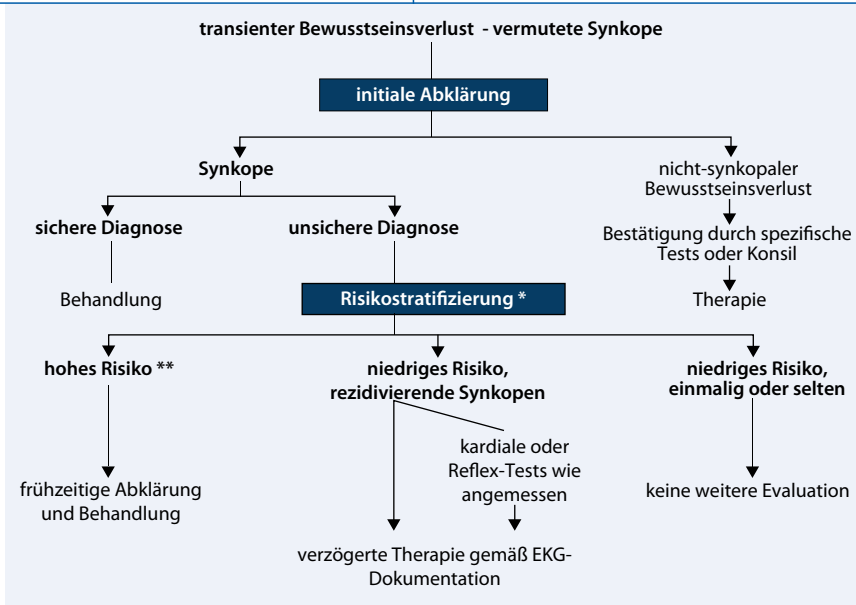 transienter Bewusstseinsverlust - vermutete Synkope
initiale Abklärung
Synkope
nicht-synkopaler
Bewusstseinsverlust
sichere Diagnose
unsichere Diagnose
Bestätigung durch spezifische
Tests oder Konsil
Behandlung
Risikostratifizierung *
Therapie
hohes Risiko **
niedriges Risiko,
rezidivierende Synkopen
niedriges Risiko,
einmalig oder selten
kardiale oder
Reflex-Tests wie
angemessen
frühzeitige Abklärung
und Behandlung
keine weitere Evaluation
verzögerte Therapie gemäß EKG-
Dokumentation